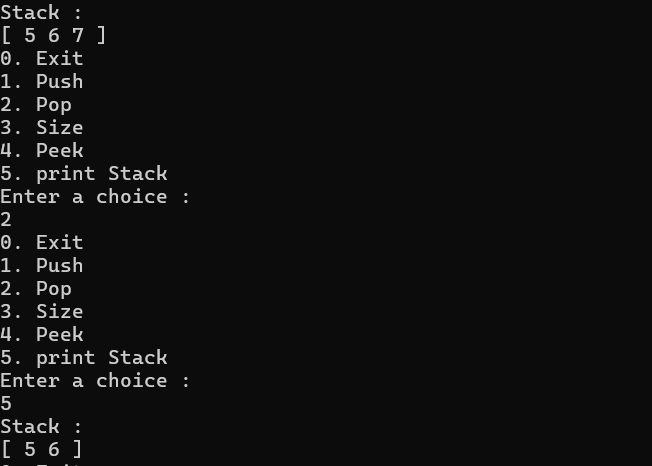 Stack :
[ 5 6 7 ]
0. Exit
1. Push
2. Pop
3. Size
4. Peek
5. print Stack
Enter a choice :
2
0. Exit
1. Push
2. Pop
3. Size
4. Peek
5. print Stack
Enter a choice :
5
Stack :
[ 5 6 ]